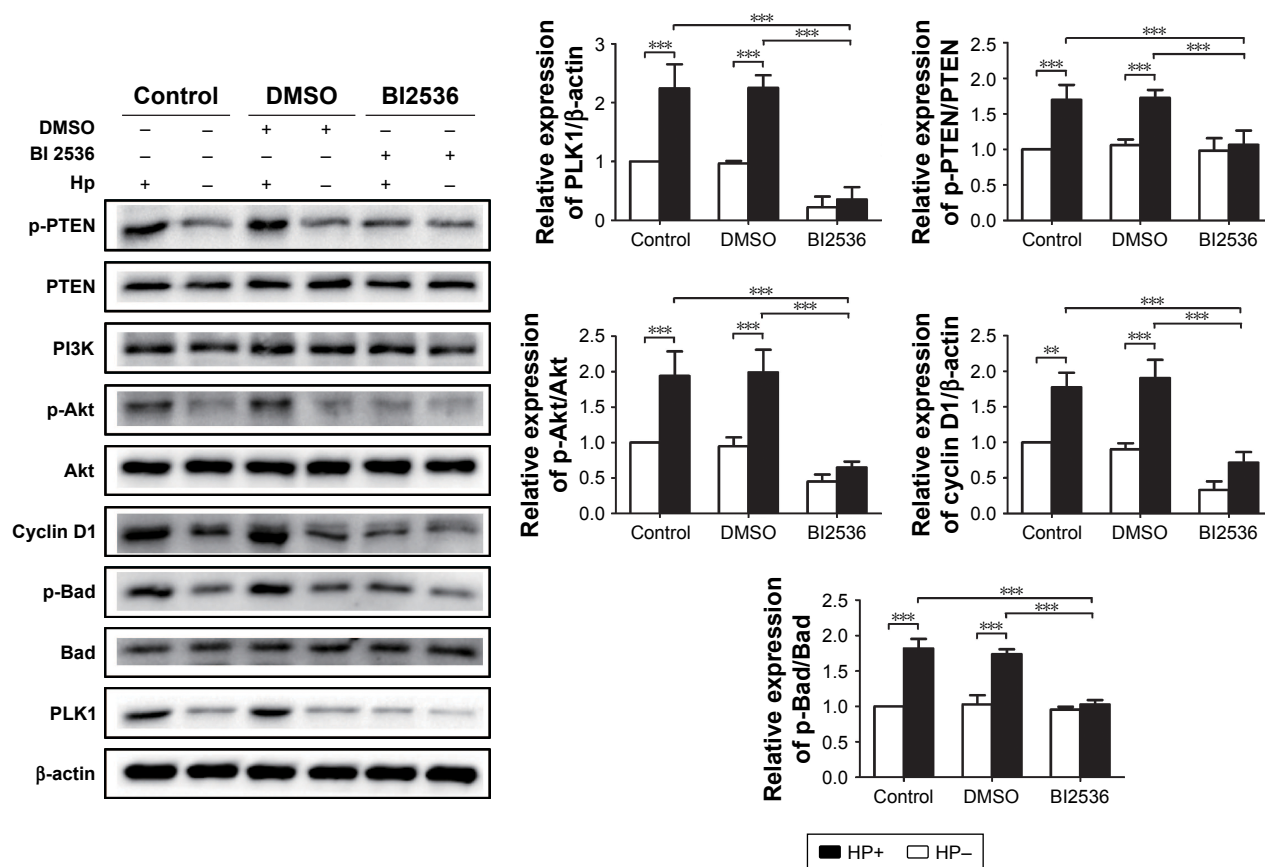 Control DMSO BI2536
DMSO – – + + – –
BI 2536 – – – – + +
Hp + – + – + –
p-PTEN
PTEN
PI3K
p-Akt
Akt
Cyclin D1
p-Bad
Bad
PLK1
β-actin
Relative expression
of PLK1/β-actin
3
2
1
0
***
***
***
***
Control DMSO BI2536
Relative expression
of p-PTEN/PTEN
2.5
2.0
1.5
1.0
0.5
0.0
***
***
***
***
Control DMSO BI2536
Relative expression
of p-Akt/Akt
2.5
2.0
1.5
1.0
0.5
0.0
***
***
***
***
Control DMSO BI2536
Relative expression
of cyclin D1/β-actin
2.5
2.0
1.5
1.0
0.5
0.0
***
***
**
***
Control DMSO BI2536
Relative expression
of p-Bad/Bad
2.5
2.0
1.5
1.0
0.5
0.0
***
***
***
***
Control DMSO BI2536
HP+ HP–